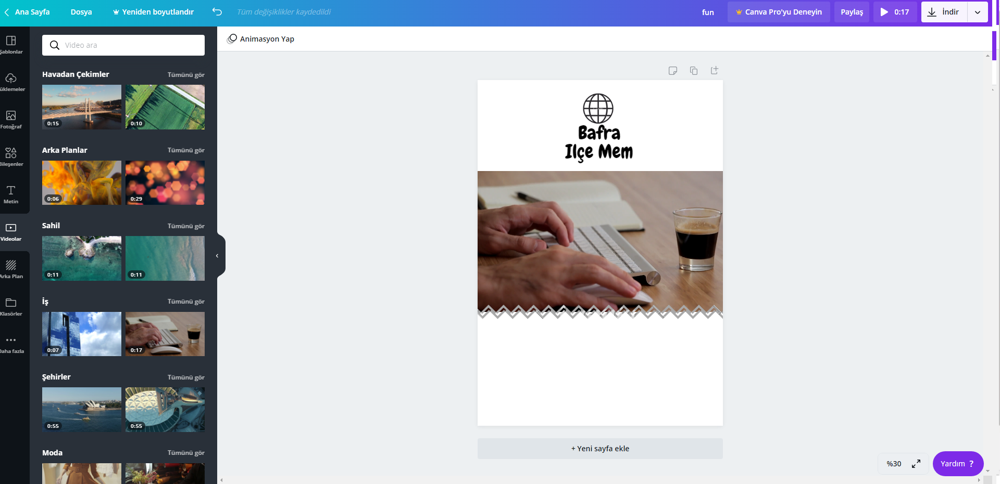 Ana Sayfa
Dosya
Yeniden boyutlandır
Tüm değişiklikler kaydedildi
fun
Canva Pro'yu Deneyin
Paylaş
0:17
İndir
Şablonlar
üklemeler
Fotoğraf
Bileşenler
Metin
Videolar
Arka Plan
Klasörler
Daha fazla
Video ara
Havadan Çekimler Tümünü gör
0:15 0:10
Arka Planlar Tümünü gör
0:06 0:29
Sahil Tümünü gör
0:11 0:11
İş Tümünü gör
0:07 0:17
Şehirler Tümünü gör
0:55 0:55
Moda Tümünü gör
Animasyon Yap
Bafra
Ilçe Mem
+ Yeni sayfa ekle
%30
Yardım ?